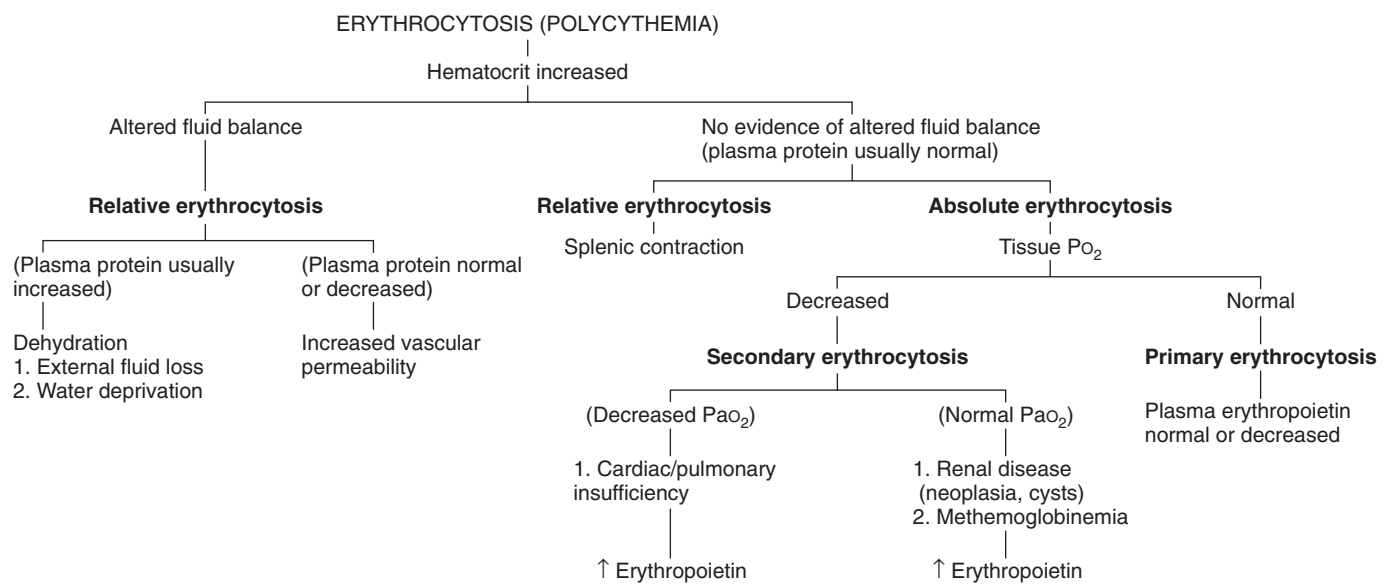 ERYTHROCYTOSIS (POLYCYTHEMIA)
Hematocrit increased
Altered fluid balance
No evidence of altered fluid balance
(plasma protein usually normal)
Relative erythrocytosis
Relative erythrocytosis
Absolute erythrocytosis
Splenic contraction
Tissue PO₂
(Plasma protein usually
increased)
(Plasma protein normal
or decreased)
Decreased
Normal
Dehydration
1. External fluid loss
2. Water deprivation
Increased vascular
permeability
Secondary erythrocytosis
Primary erythrocytosis
(Decreased PaO₂)
(Normal PaO₂)
Plasma erythropoietin
normal or decreased
1. Cardiac/pulmonary
insufficiency
1. Renal disease
(neoplasia, cysts)
2. Methemoglobinemia
↑ Erythropoietin
↑ Erythropoietin